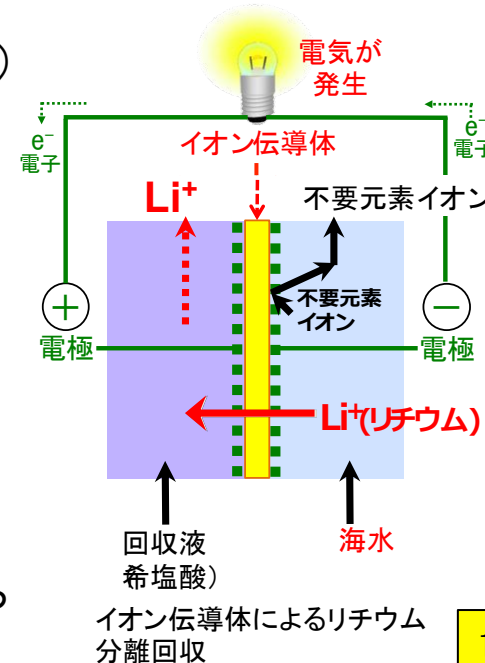 電気が
発生
e⁻
電子
e⁻
電子
イオン伝導体
Li⁺
不要元素イオン
不要元素
イオン
＋
電極
－
電極
Li⁺(リチウム)
回収液
希塩酸）
海水
イオン伝導体によるリチウム
分離回収